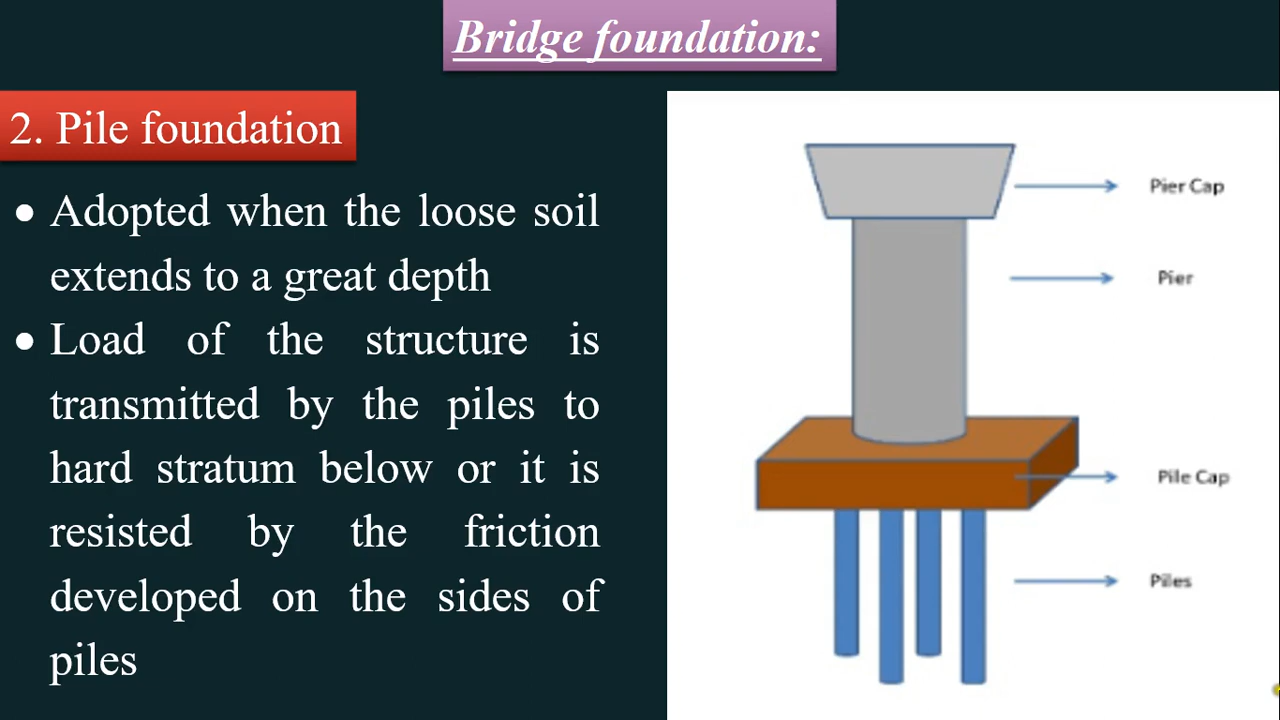 Bridge foundation:
2. Pile foundation
• Adopted when the loose soil
extends to a great depth
• Load of the structure is
transmitted by the piles to
hard stratum below or it is
resisted by the friction
developed on the sides of
piles
Pier Cap
Pier
Pile Cap
Piles